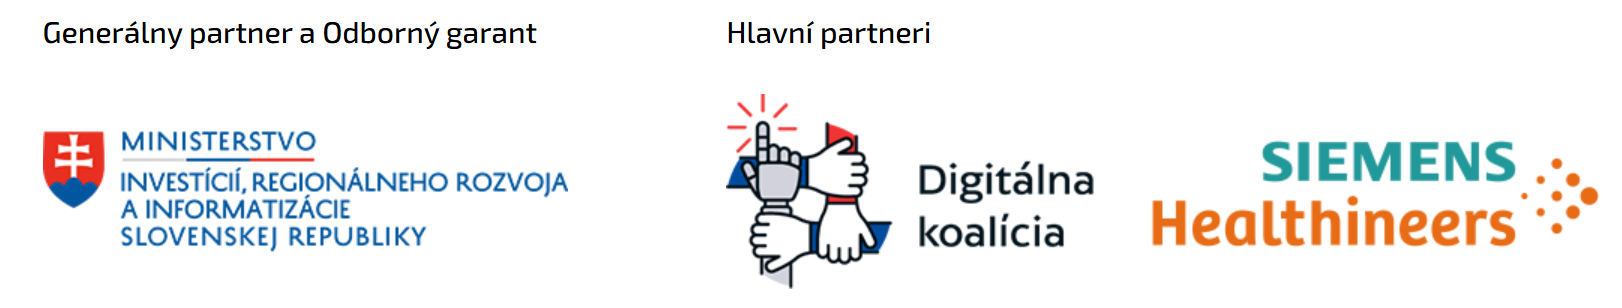 Generálny partner a Odborný garant
Hlavní partneri
MINISTERSTVO
INVESTÍCIÍ, REGIONÁLNEHO ROZVOJA
A INFORMATIZÁCIE
SLOVENSKEJ REPUBLIKY
Digitálna
koalícia
SIEMENS
Healthineers